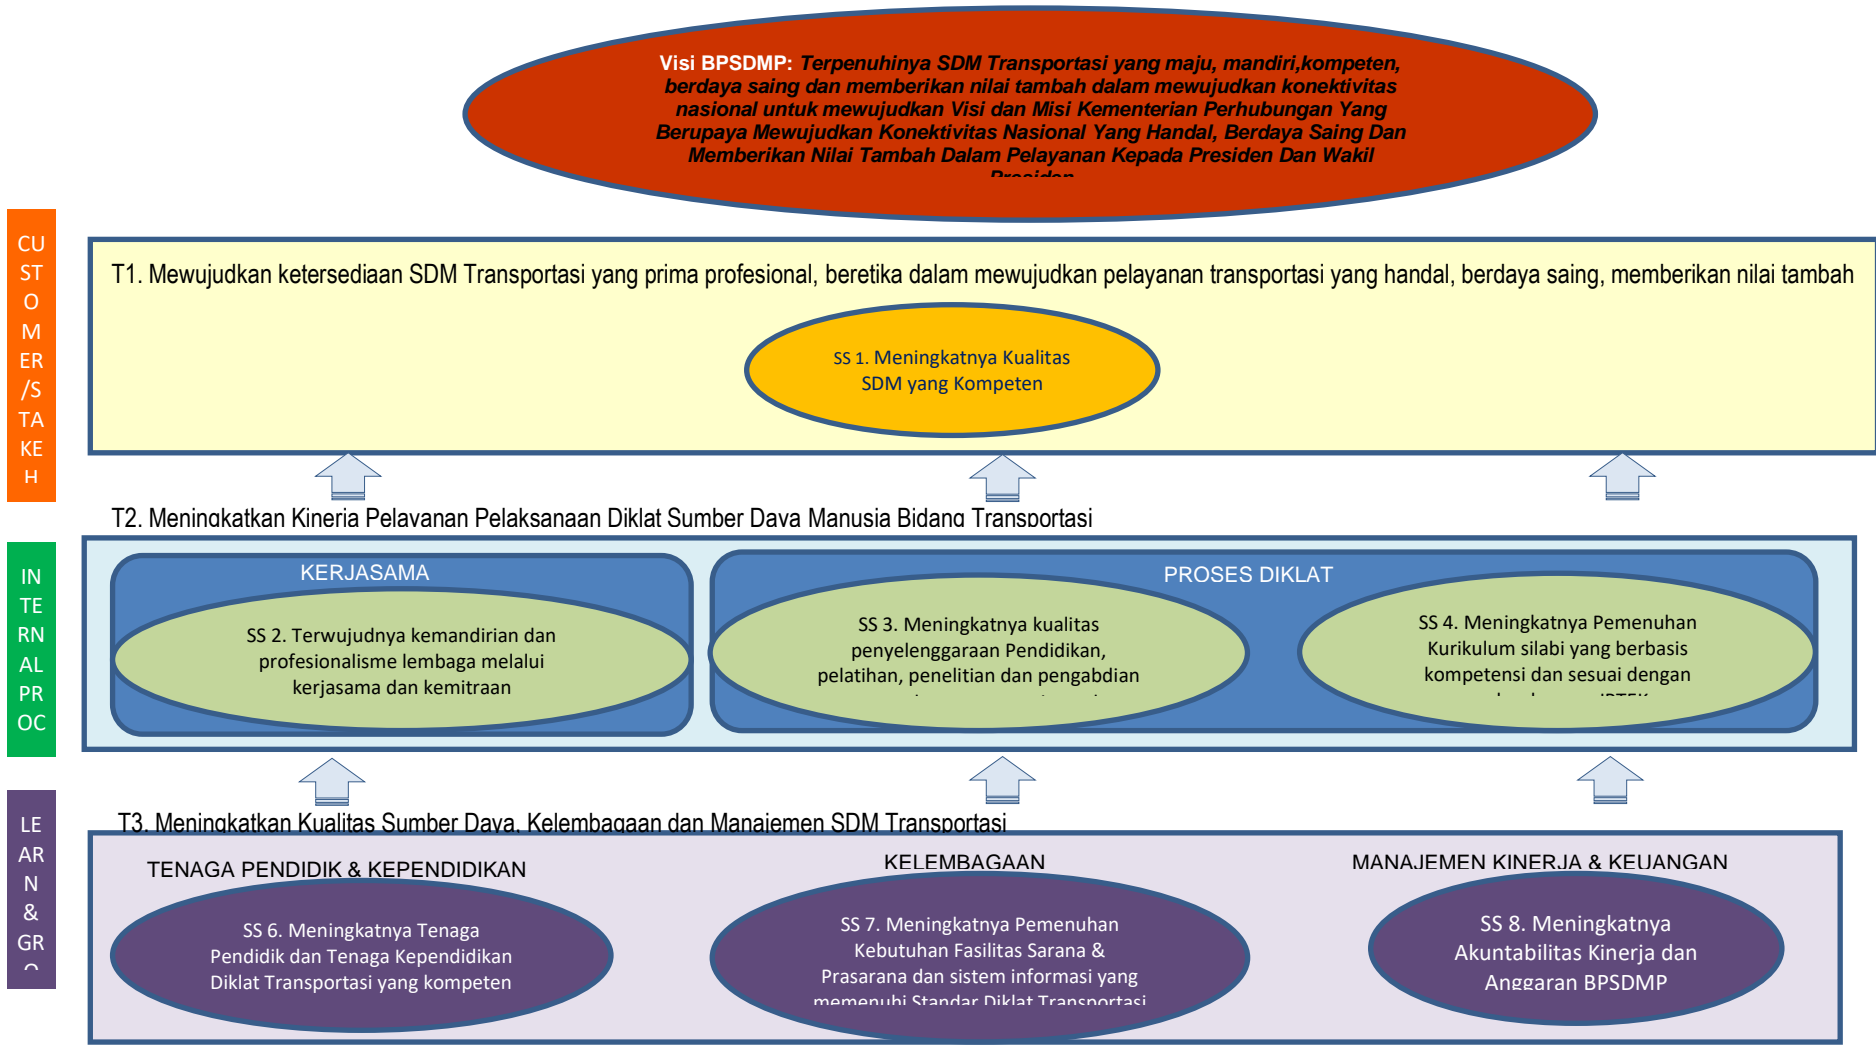 Visi BPSDMP: Terpenuhinya SDM Transportasi yang maju, mandiri,kompeten,
berdaya saing dan memberikan nilai tambah dalam mewujudkan konektivitas
nasional untuk mewujudkan Visi dan Misi Kementerian Perhubungan Yang
Berupaya Mewujudkan Konektivitas Nasional Yang Handal, Berdaya Saing Dan
Memberikan Nilai Tambah Dalam Pelayanan Kepada Presiden Dan Wakil
Presiden
CU
ST
O
M
ER
/S
TA
KE
H
T1. Mewujudkan ketersediaan SDM Transportasi yang prima profesional, beretika dalam mewujudkan pelayanan transportasi yang handal, berdaya saing, memberikan nilai tambah
SS 1. Meningkatnya Kualitas
SDM yang Kompeten
T2. Meningkatkan Kinerja Pelayanan Pelaksanaan Diklat Sumber Daya Manusia Bidang Transportasi
IN
TE
RN
AL
PR
OC
KERJASAMA
SS 2. Terwujudnya kemandirian dan
profesionalisme lembaga melalui
kerjasama dan kemitraan
PROSES DIKLAT
SS 3. Meningkatnya kualitas
penyelenggaraan Pendidikan,
pelatihan, penelitian dan pengabdian
SS 4. Meningkatnya Pemenuhan
Kurikulum silabi yang berbasis
kompetensi dan sesuai dengan
IPTEK
T3. Meningkatkan Kualitas Sumber Daya, Kelembagaan dan Manajemen SDM Transportasi
LE
AR
N
&
GR
O
TENAGA PENDIDIK & KEPENDIDIKAN
SS 6. Meningkatnya Tenaga
Pendidik dan Tenaga Kependidikan
Diklat Transportasi yang kompeten
KELEMBAGAAN
SS 7. Meningkatnya Pemenuhan
Kebutuhan Fasilitas Sarana &
Prasarana dan sistem informasi yang
memenuhi Standar Diklat Transportasi
MANAJEMEN KINERJA & KEUANGAN
SS 8. Meningkatnya
Akuntabilitas Kinerja dan
Anggaran BPSDMP